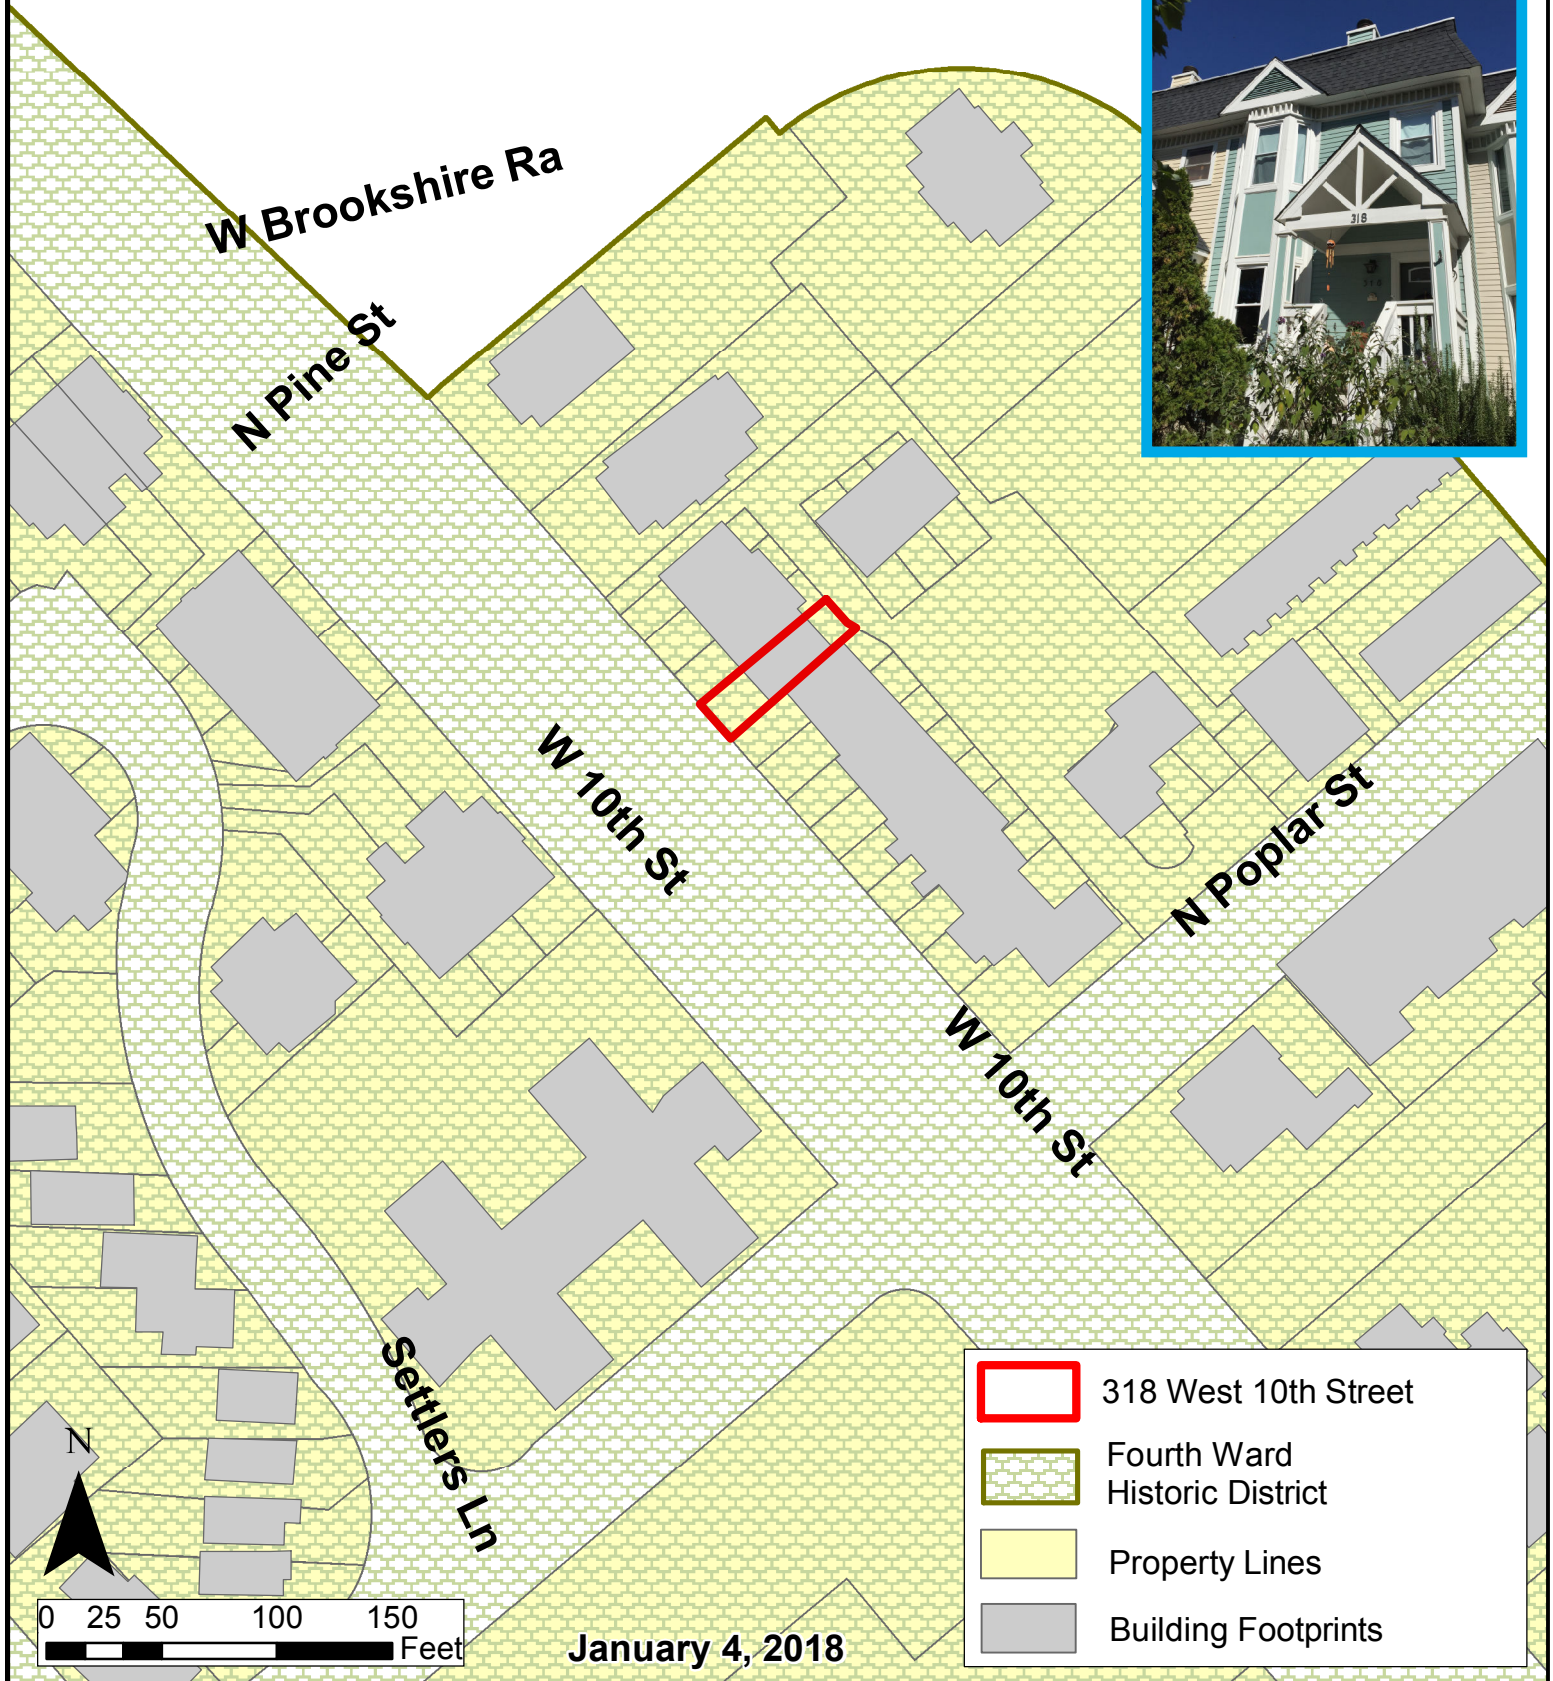 318
318
W Brookshire Ra
N Pine St
W 10th St
N Poplar St
W 10th St
Settlers Ln
N
0 25 50 100 150
Feet
January 4, 2018
318 West 10th Street
Fourth Ward
Historic District
Property Lines
Building Footprints